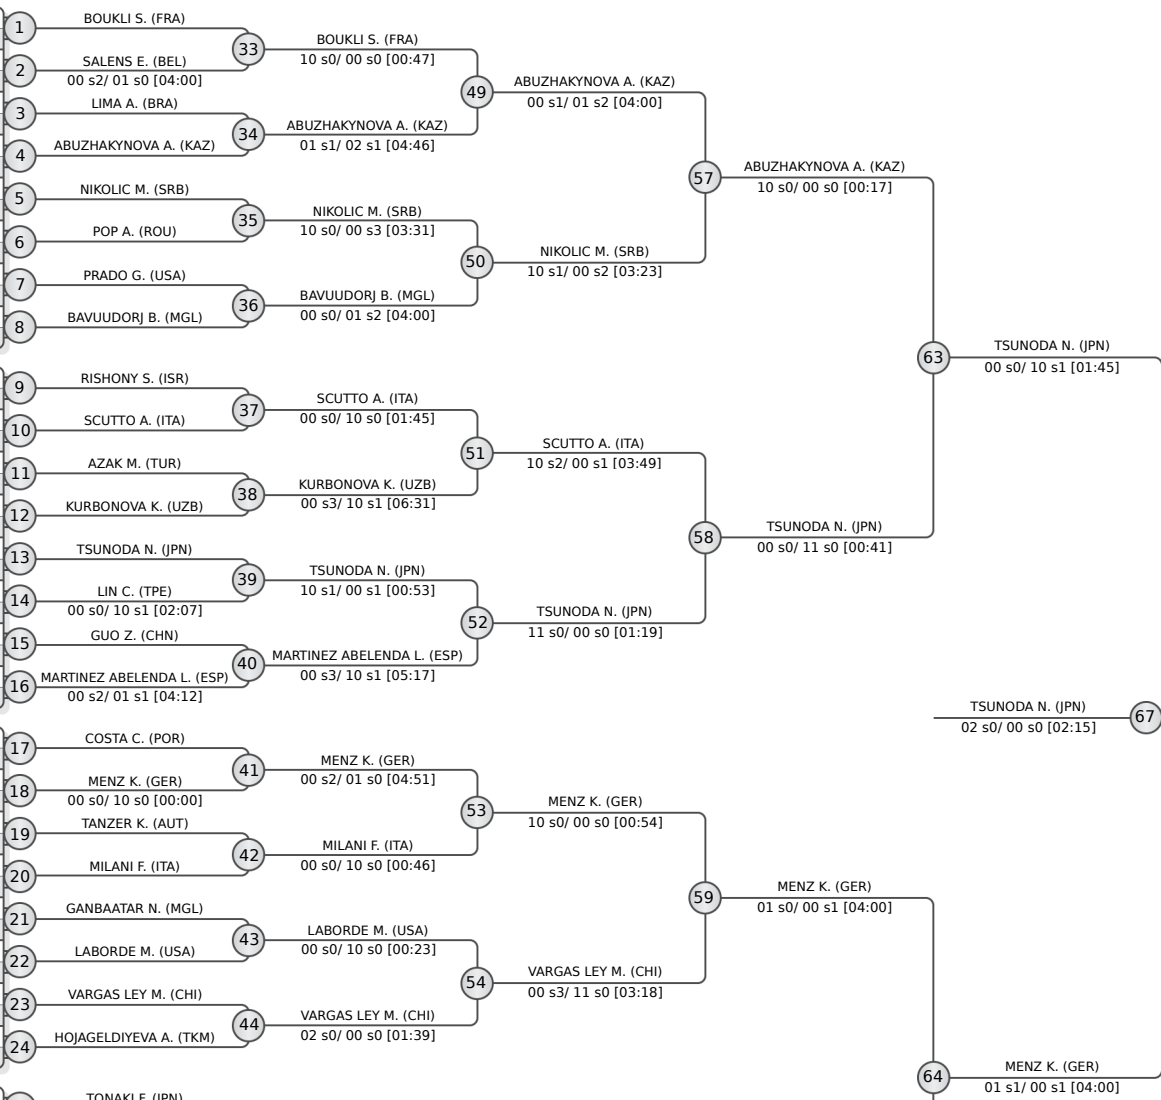 1
BOUKLI S. (FRA)
2
SALENS E. (BEL)
00 s2/ 01 s0 [04:00]
3
LIMA A. (BRA)
4
ABUZHAKYNOVA A. (KAZ)
5
NIKOLIC M. (SRB)
6
POP A. (ROU)
7
PRADO G. (USA)
8
BAVUUDORJ B. (MGL)
9
RISHONY S. (ISR)
10
SCUTTO A. (ITA)
11
AZAK M. (TUR)
12
KURBONOVA K. (UZB)
13
TSUNODA N. (JPN)
14
LIN C. (TPE)
00 s0/ 10 s1 [02:07]
15
GUO Z. (CHN)
16
MARTINEZ ABELENDA L. (ESP)
00 s2/ 01 s1 [04:12]
17
COSTA C. (POR)
18
MENZ K. (GER)
00 s0/ 10 s0 [00:00]
19
TANZER K. (AUT)
20
MILANI F. (ITA)
21
GANBAATAR N. (MGL)
22
LABORDE M. (USA)
23
VARGAS LEY M. (CHI)
24
HOJAGELDIYEVA A. (TKM)
TONAKI F. (JPN)
33
BOUKLI S. (FRA)
10 s0/ 00 s0 [00:47]
34
ABUZHAKYNOVA A. (KAZ)
01 s1/ 02 s1 [04:46]
35
NIKOLIC M. (SRB)
10 s0/ 00 s3 [03:31]
36
BAVUUDORJ B. (MGL)
00 s0/ 01 s2 [04:00]
37
SCUTTO A. (ITA)
00 s0/ 10 s0 [01:45]
38
KURBONOVA K. (UZB)
00 s3/ 10 s1 [06:31]
39
TSUNODA N. (JPN)
10 s1/ 00 s1 [00:53]
40
MARTINEZ ABELENDA L. (ESP)
00 s3/ 10 s1 [05:17]
41
MENZ K. (GER)
00 s2/ 01 s0 [04:51]
42
MILANI F. (ITA)
00 s0/ 10 s0 [00:46]
43
LABORDE M. (USA)
00 s0/ 10 s0 [00:23]
44
VARGAS LEY M. (CHI)
02 s0/ 00 s0 [01:39]
49
ABUZHAKYNOVA A. (KAZ)
00 s1/ 01 s2 [04:00]
50
NIKOLIC M. (SRB)
10 s1/ 00 s2 [03:23]
51
SCUTTO A. (ITA)
10 s2/ 00 s1 [03:49]
52
TSUNODA N. (JPN)
11 s0/ 00 s0 [01:19]
53
MENZ K. (GER)
10 s0/ 00 s0 [00:54]
54
VARGAS LEY M. (CHI)
00 s3/ 11 s0 [03:18]
57
ABUZHAKYNOVA A. (KAZ)
10 s0/ 00 s0 [00:17]
58
TSUNODA N. (JPN)
00 s0/ 11 s0 [00:41]
59
MENZ K. (GER)
01 s0/ 00 s1 [04:00]
63
TSUNODA N. (JPN)
00 s0/ 10 s1 [01:45]
TSUNODA N. (JPN)
02 s0/ 00 s0 [02:15]
67
64
MENZ K. (GER)
01 s1/ 00 s1 [04:00]